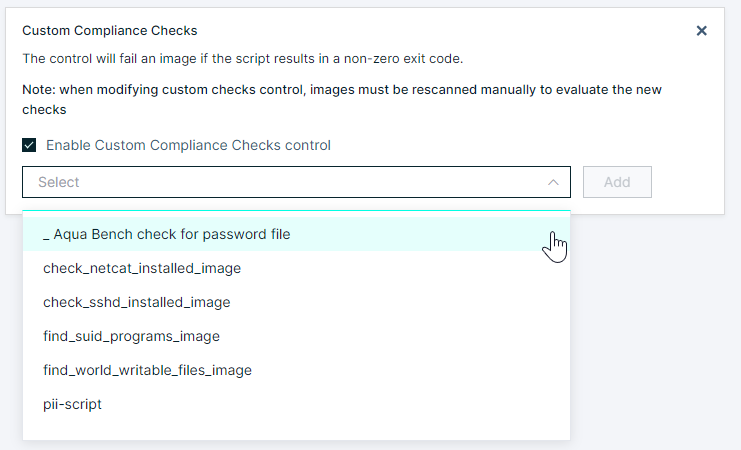 Custom Compliance Checks
The control will fail an image if the script results in a non-zero exit code.
Note: when modifying custom checks control, images must be rescanned manually to evaluate the new
checks
Enable Custom Compliance Checks control
Select
Add
_ Aqua Bench check for password file
check_netcat_installed_image
check_sshd_installed_image
find_suid_programs_image
find_world_writable_files_image
pii-script